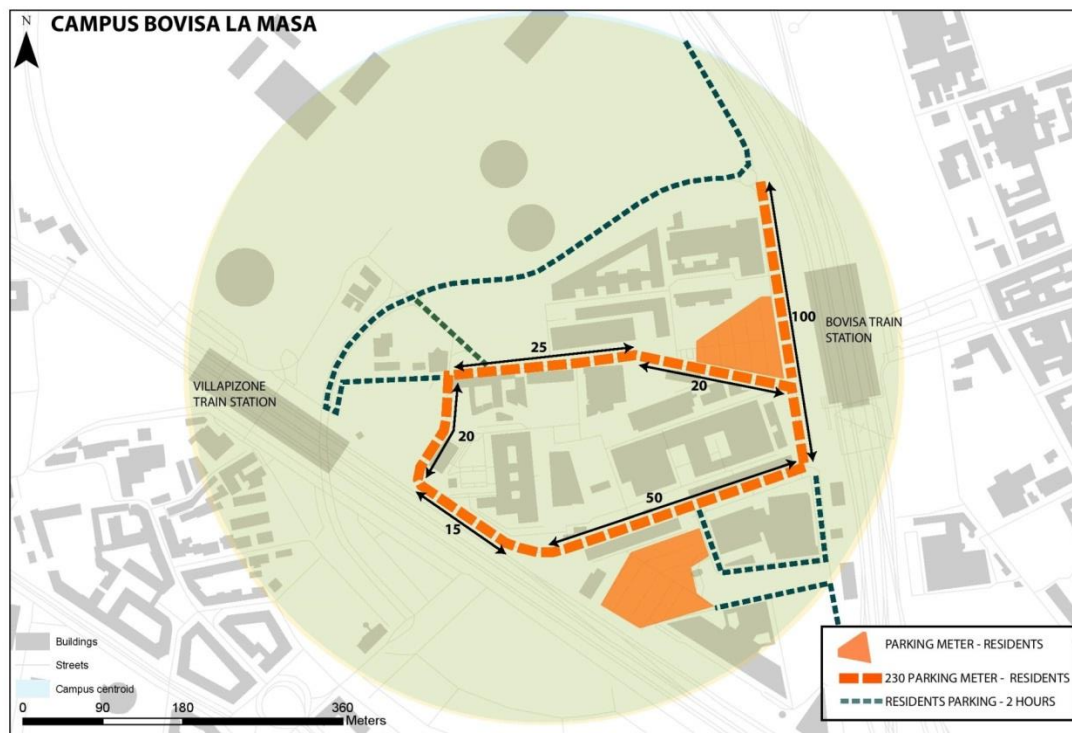 N
CAMPUS BOVISA LA MASA
100
BOVISA TRAIN
STATION
25
20
VILLAPIZONE
TRAIN STATION
20
50
15
Buildings
Streets
Campus centroid
0 90 180 360
Meters
PARKING METER - RESIDENTS
230 PARKING METER - RESIDENTS
RESIDENTS PARKING - 2 HOURS